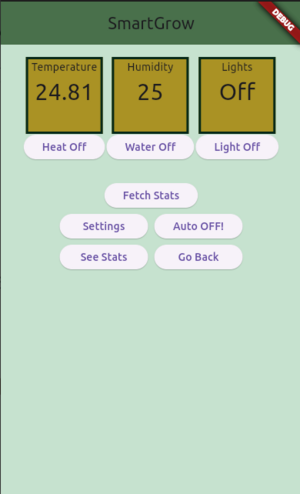 SmartGrow
DEBUG
Temperature Humidity Lights
24.81 25 Off
Heat Off Water Off Light Off
Fetch Stats
Settings Auto OFF!
See Stats Go Back